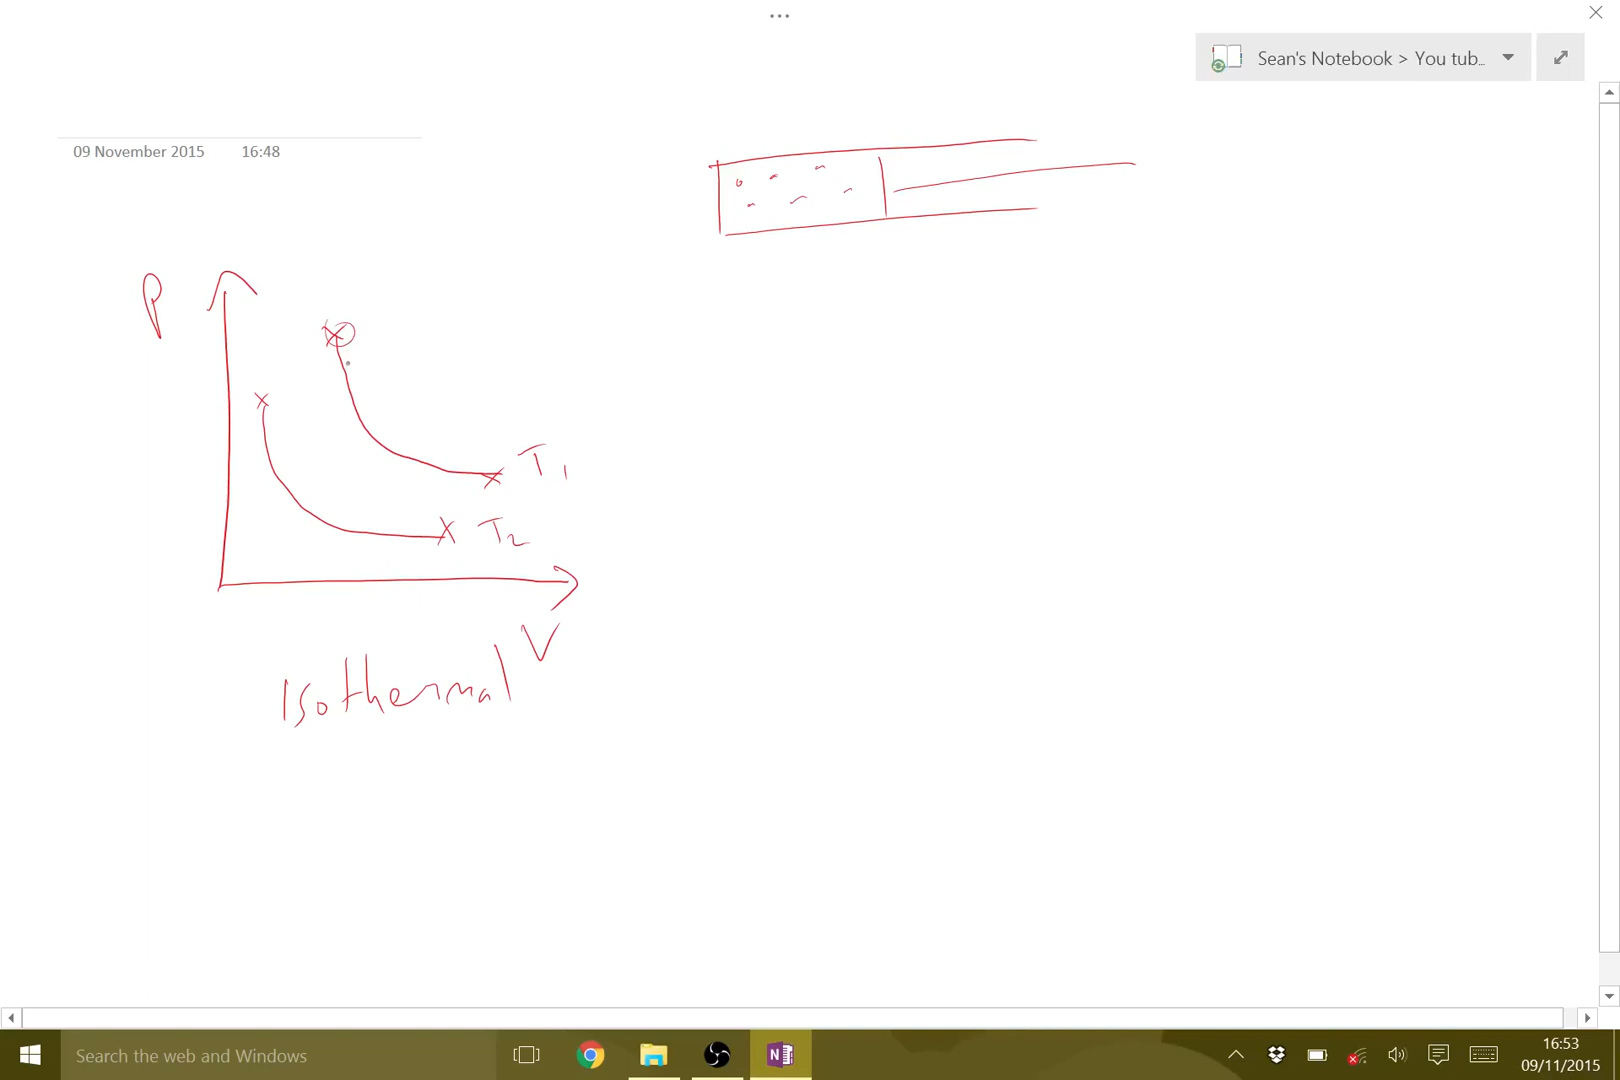 ...
Sean's Notebook > You tub...
09 November 2015 16:48
P
T1
T2
V
Isothermal
Search the web and Windows
N
16:53
09/11/2015